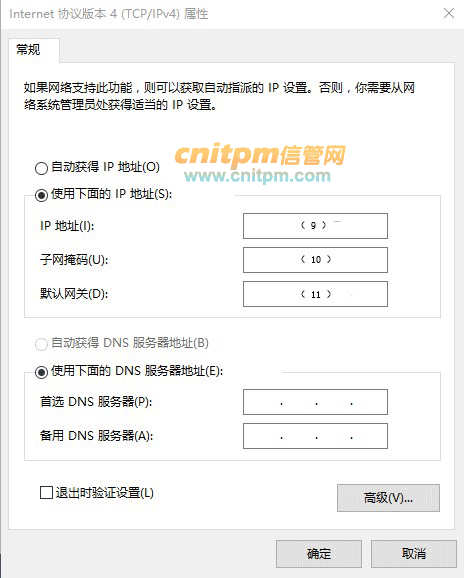 Internet 协议版本 4 (TCP/IPv4) 属性
常规
如果网络支持此功能，则可以获取自动指派的 IP 设置。否则，你需要从网
络系统管理员处获得适当的 IP 设置。
cnitpm信管网
www.cnitpm.com
自动获得 IP 地址(O)
使用下面的 IP 地址(S):
IP 地址(I): （ 9 ）
子网掩码(U): （ 10 ）
默认网关(D): （ 11 ）
自动获得 DNS 服务器地址(B)
使用下面的 DNS 服务器地址(E):
首选 DNS 服务器(P): . . .
备用 DNS 服务器(A): . . .
退出时验证设置(L)
高级(V)...
确定 取消